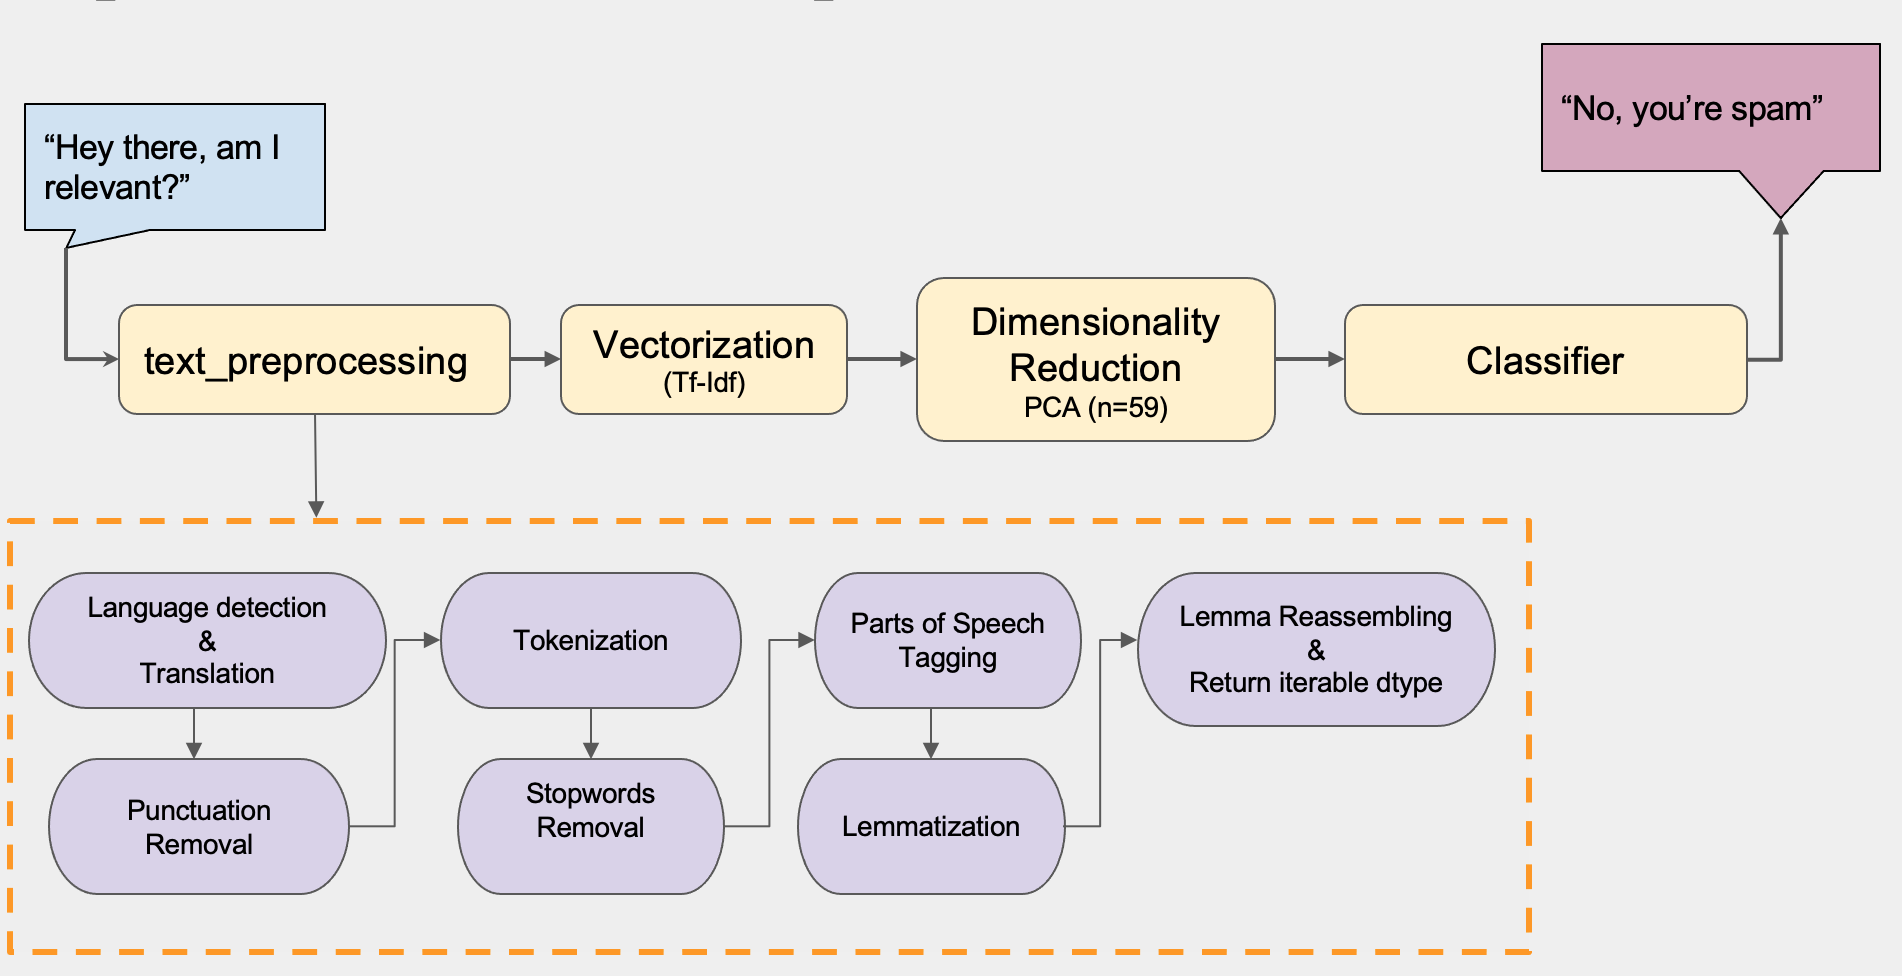 “Hey there, am I
relevant?”
“No, you’re spam”
text_preprocessing
Vectorization
(Tf-Idf)
Dimensionality
Reduction
PCA (n=59)
Classifier
Language detection
&
Translation
Punctuation
Removal
Tokenization
Stopwords
Removal
Parts of Speech
Tagging
Lemmatization
Lemma Reassembling
&
Return iterable dtype